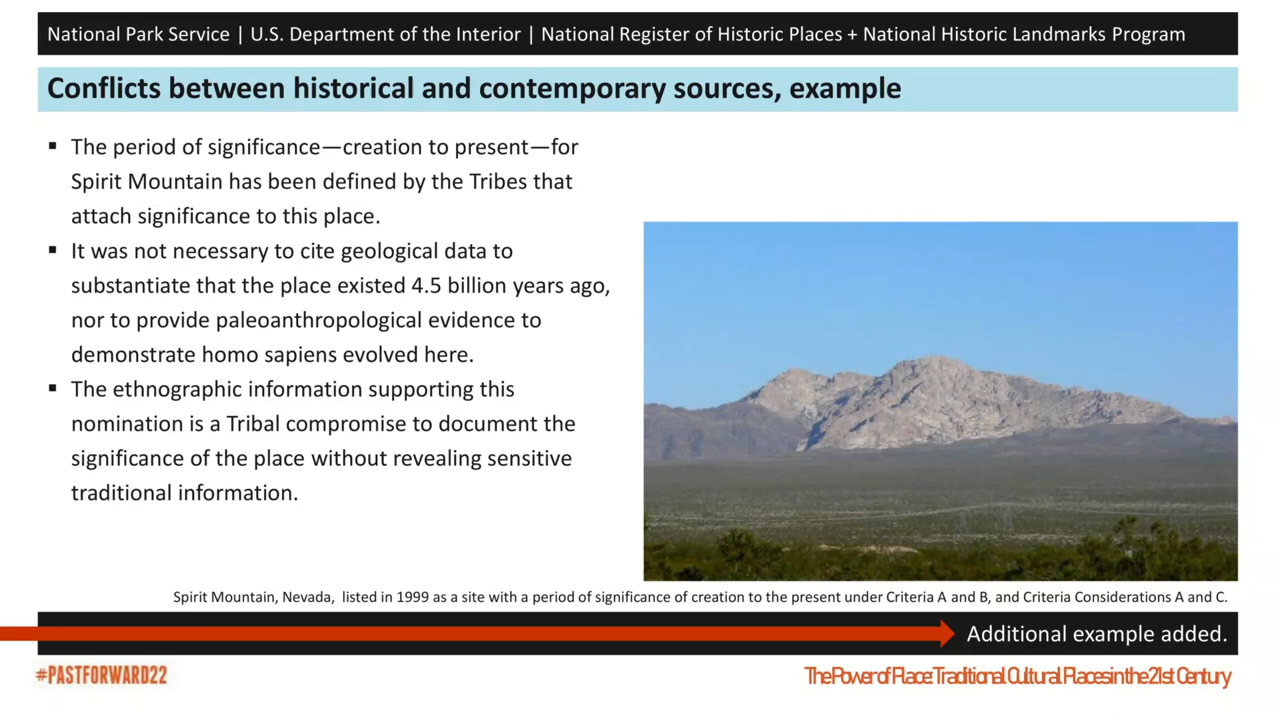 National Park Service | U.S. Department of the Interior | National Register of Historic Places + National Historic Landmarks Program
Conflicts between historical and contemporary sources, example
▪ The period of significance—creation to present—for
Spirit Mountain has been defined by the Tribes that
attach significance to this place.
▪ It was not necessary to cite geological data to
substantiate that the place existed 4.5 billion years ago,
nor to provide paleoanthropological evidence to
demonstrate homo sapiens evolved here.
▪ The ethnographic information supporting this
nomination is a Tribal compromise to document the
significance of the place without revealing sensitive
traditional information.
Spirit Mountain, Nevada, listed in 1999 as a site with a period of significance of creation to the present under Criteria A and B, and Criteria Considerations A and C.
Additional example added.
#PASTFORWARD22
The Power of Place: Traditional Cultural Places in the 21st Century